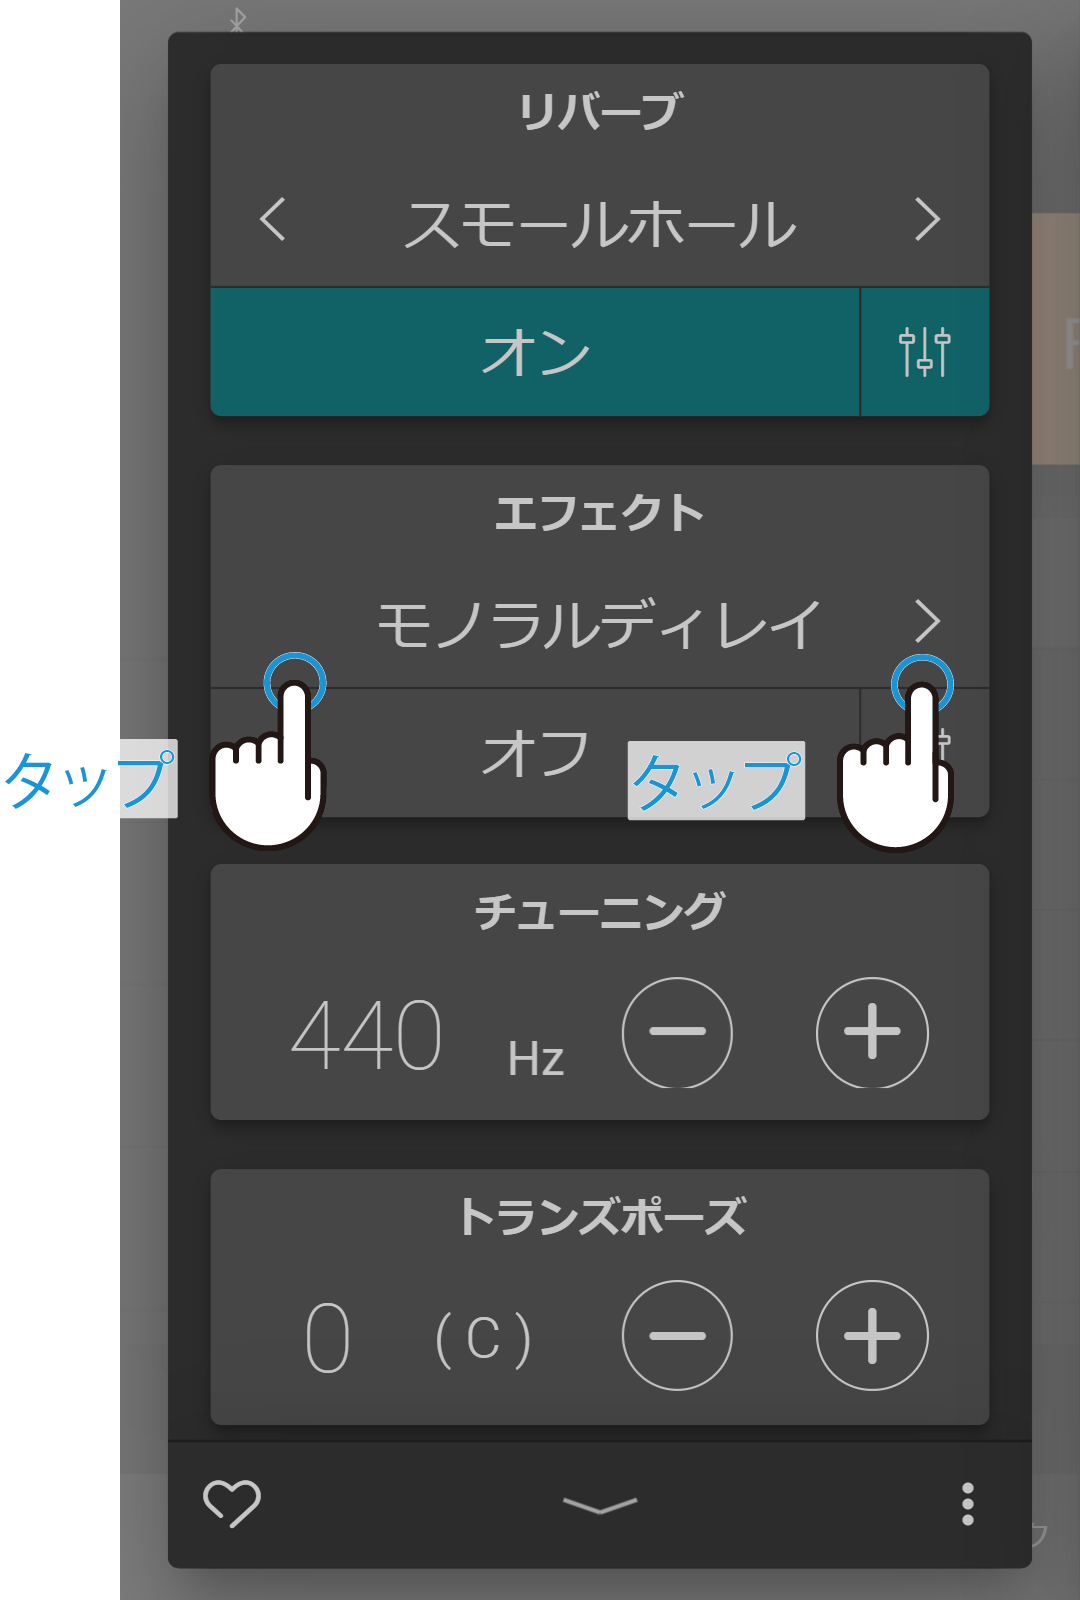 リバーブ
スモールホール
オン
エフェクト
モノラルディレイ
オフ
タップ
タップ
チューニング
440 Hz
トランズポーズ
0 (C)